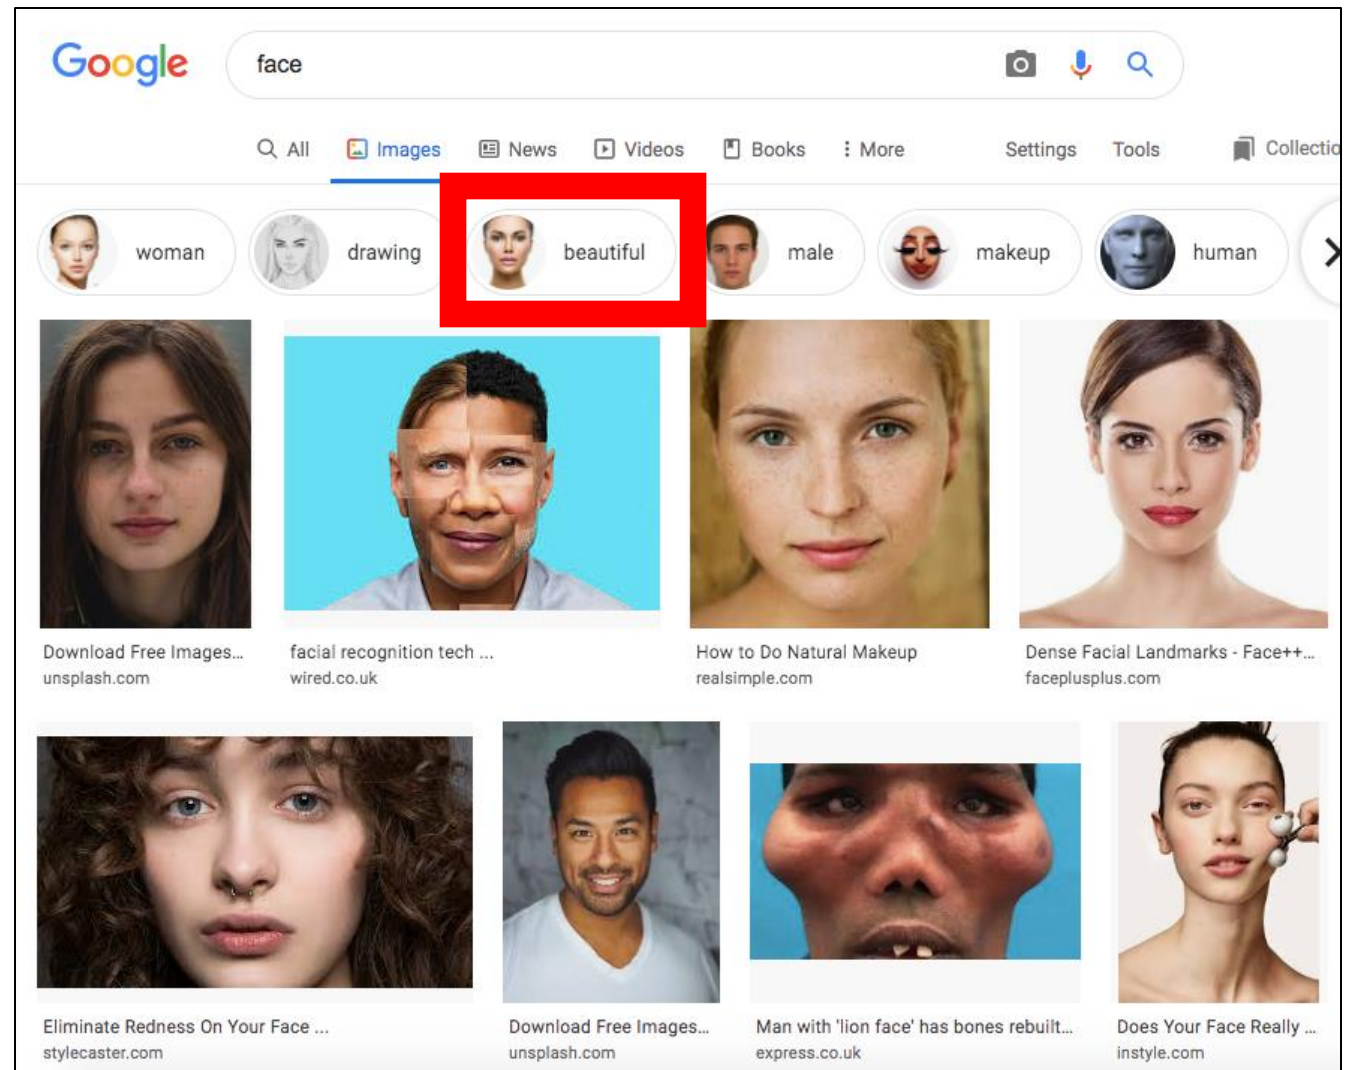 Google
face
All
Images
News
Videos
Books
More
Settings
Tools
Collectio
woman
drawing
beautiful
male
makeup
human
Download Free Images...
unsplash.com
facial recognition tech ...
wired.co.uk
How to Do Natural Makeup
realsimple.com
Dense Facial Landmarks - Face++...
faceplusplus.com
Eliminate Redness On Your Face ...
stylecaster.com
Download Free Images...
unsplash.com
Man with 'lion face' has bones rebuilt...
express.co.uk
Does Your Face Really ...
instyle.com